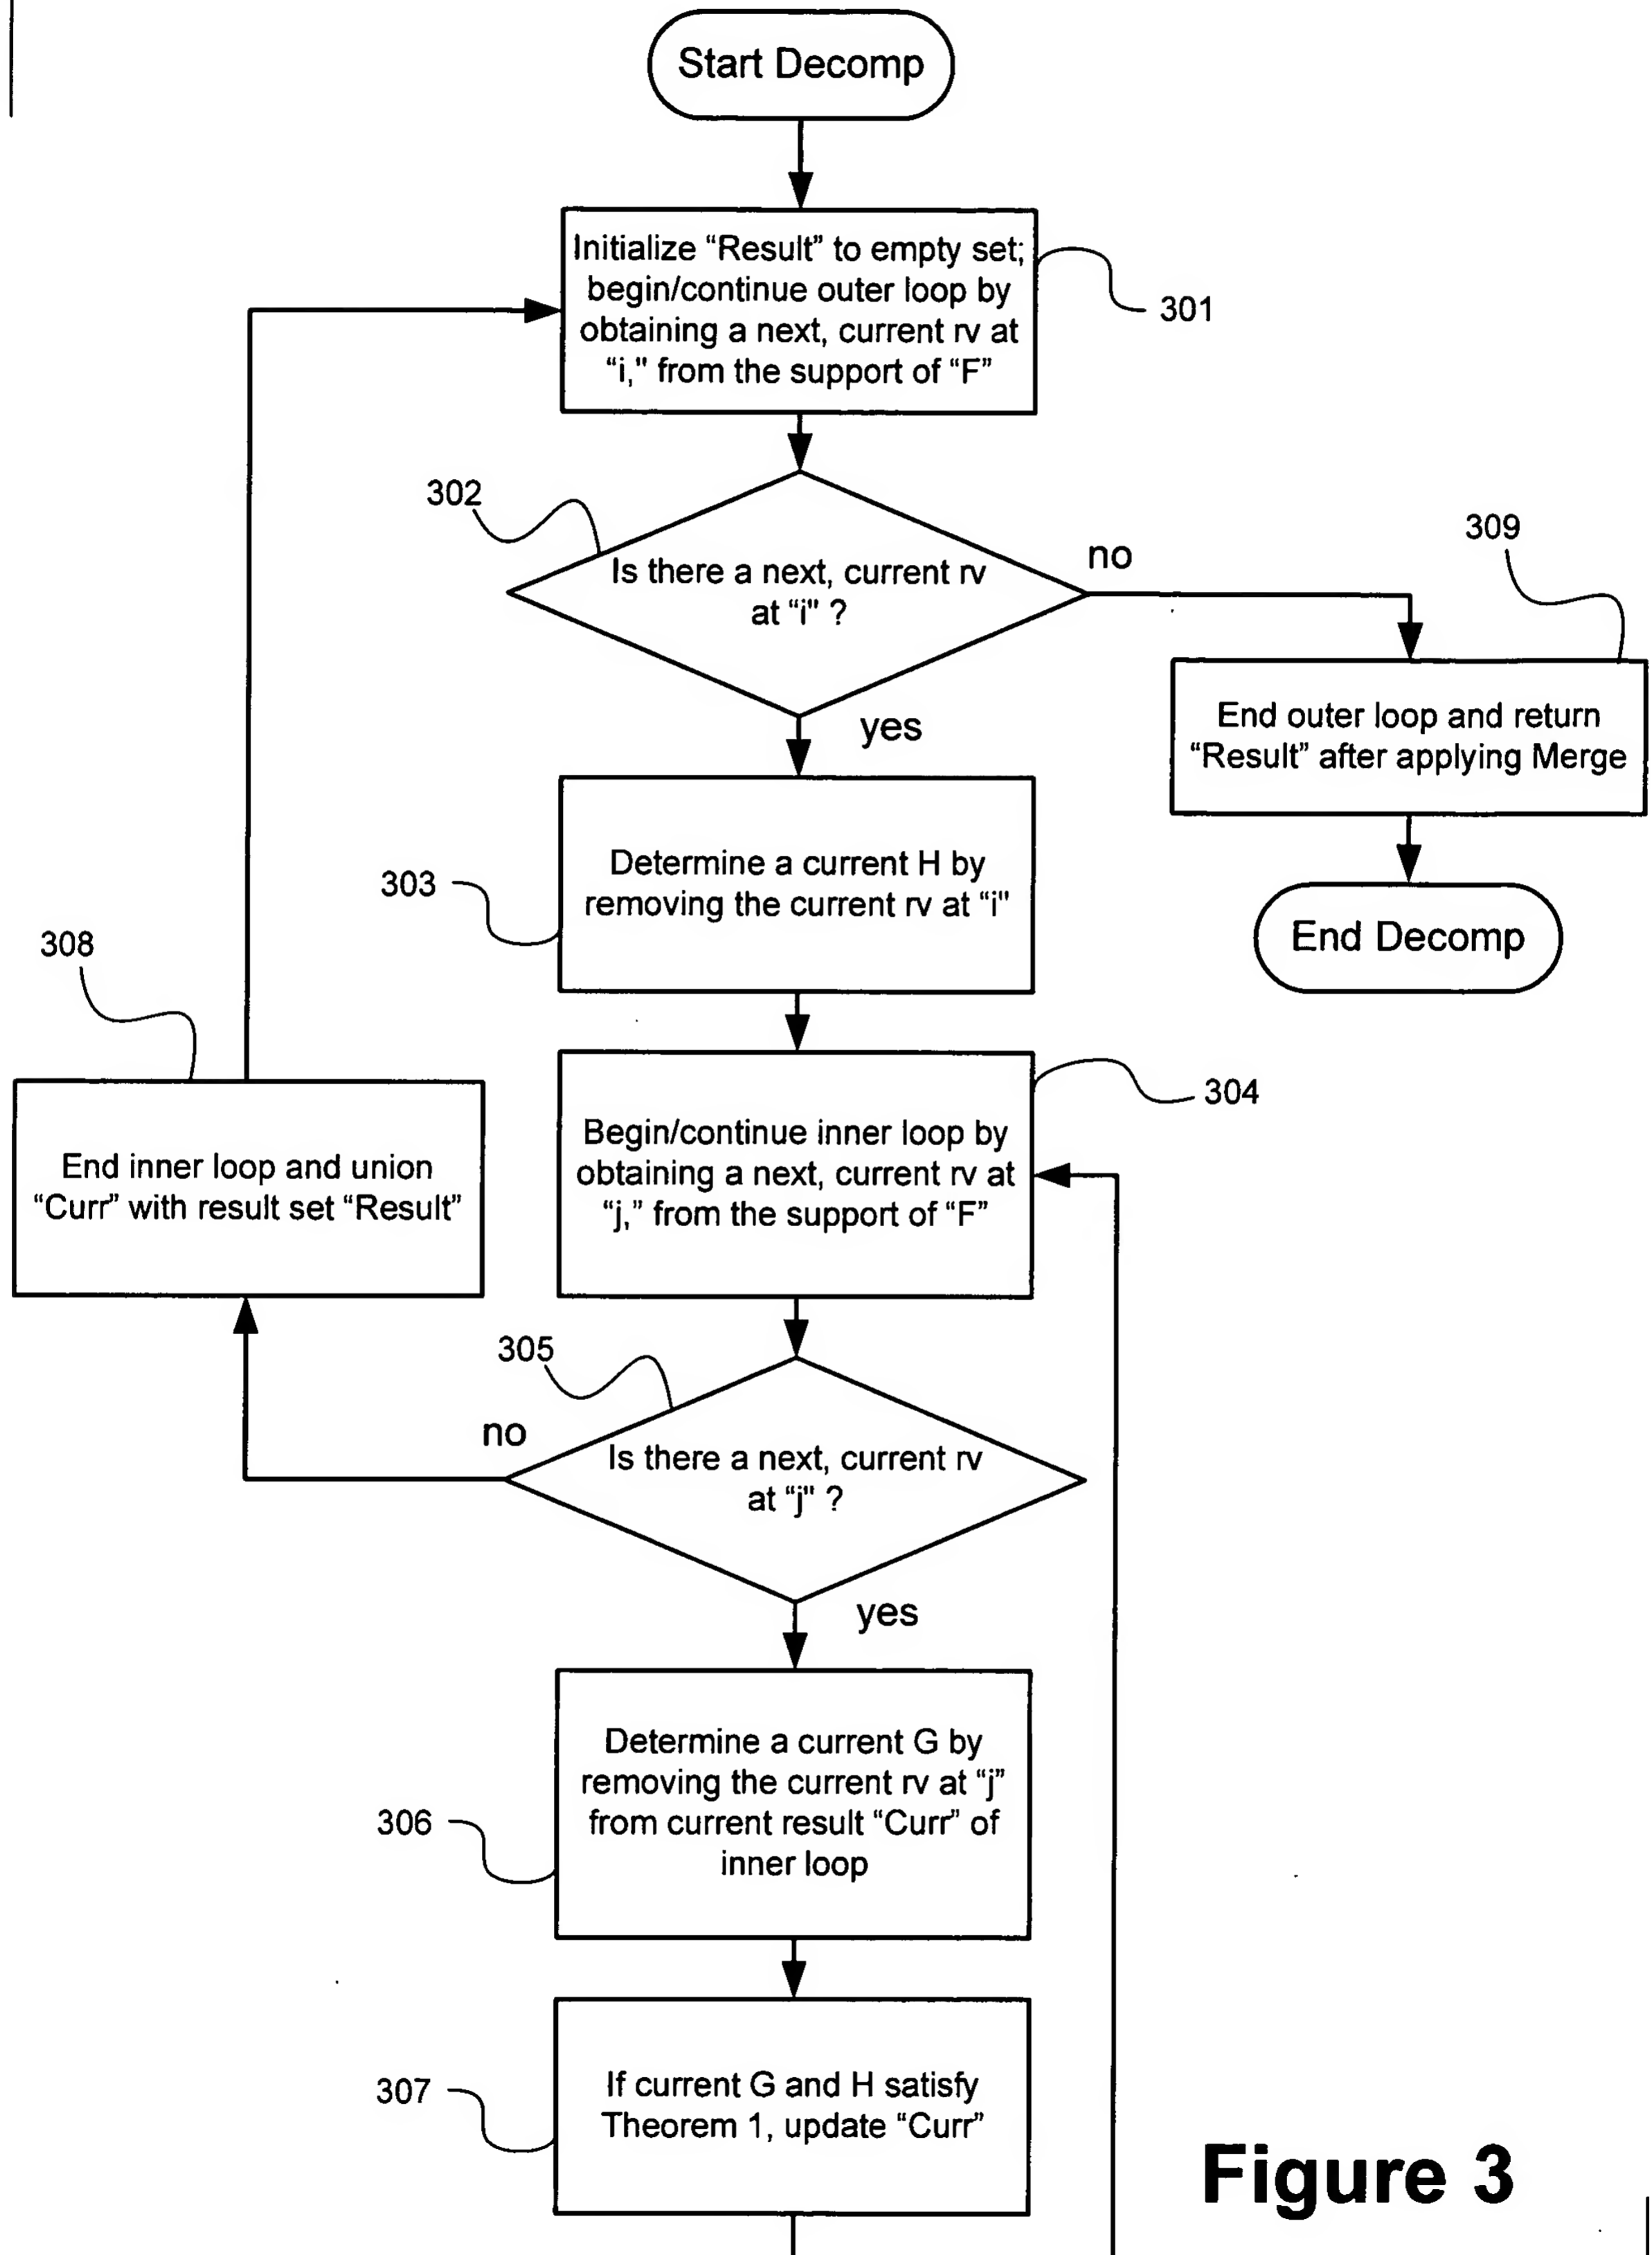 Start Decomp
Initialize “Result” to empty set;
begin/continue outer loop by
obtaining a next, current rv at
“i,” from the support of “F”
301
302
Is there a next, current rv
at “i” ?
no
yes
309
End outer loop and return
“Result” after applying Merge
End Decomp
303
Determine a current H by
removing the current rv at “i”
308
End inner loop and union
“Curr” with result set “Result”
304
Begin/continue inner loop by
obtaining a next, current rv at
“j,” from the support of “F”
305
no
Is there a next, current rv
at “j” ?
yes
306
Determine a current G by
removing the current rv at “j”
from current result “Curr” of
inner loop
307
If current G and H satisfy
Theorem 1, update “Curr”
Figure 3